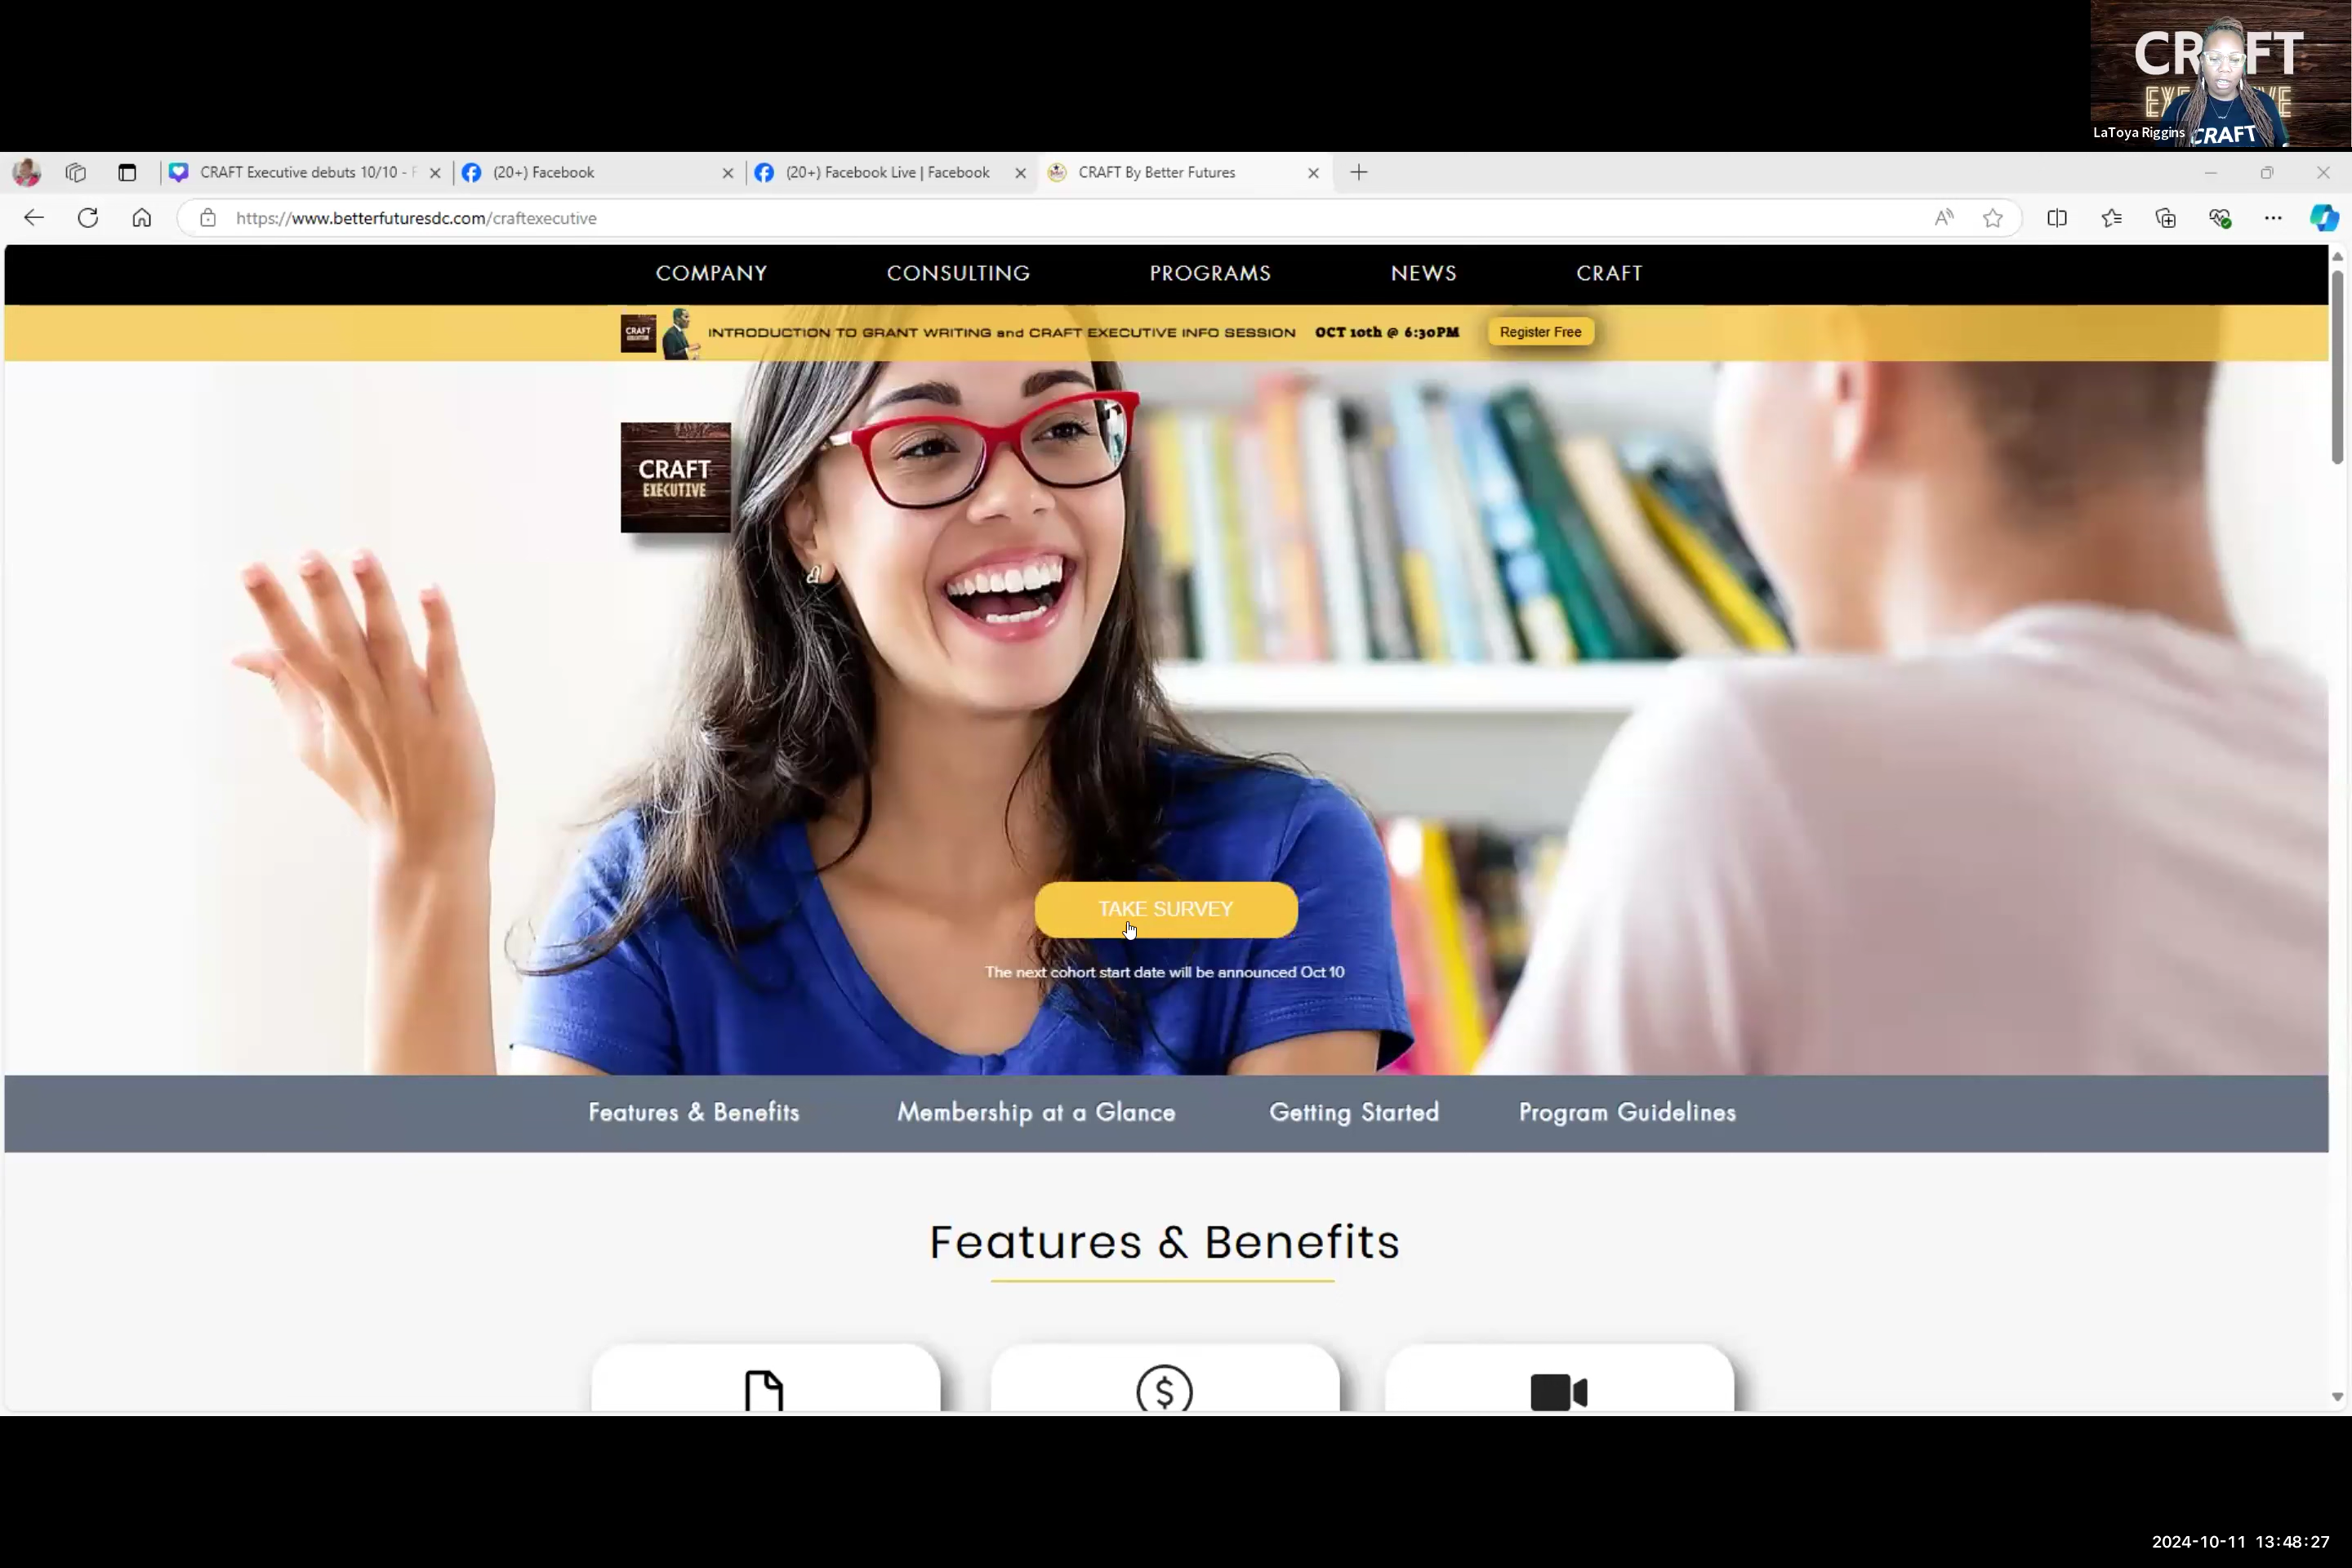 CRAFT
LaToya Riggins
CRAFT
CRAFT Executive debuts 10/10 - F
(20+) Facebook
(20+) Facebook Live | Facebook
CRAFT By Better Futures
https://www.betterfuturesdc.com/craftexecutive
COMPANY
CONSULTING
PROGRAMS
NEWS
CRAFT
CRAFT
EXECUTIVE
INTRODUCTION TO GRANT WRITING and CRAFT EXECUTIVE INFO SESSION
OCT 10th @ 6:30PM
Register Free
CRAFT
EXECUTIVE
TAKE SURVEY
The next cohort start date will be announced Oct 10
Features & Benefits
Membership at a Glance
Getting Started
Program Guidelines
Features & Benefits
2024-10-11 13:48:27